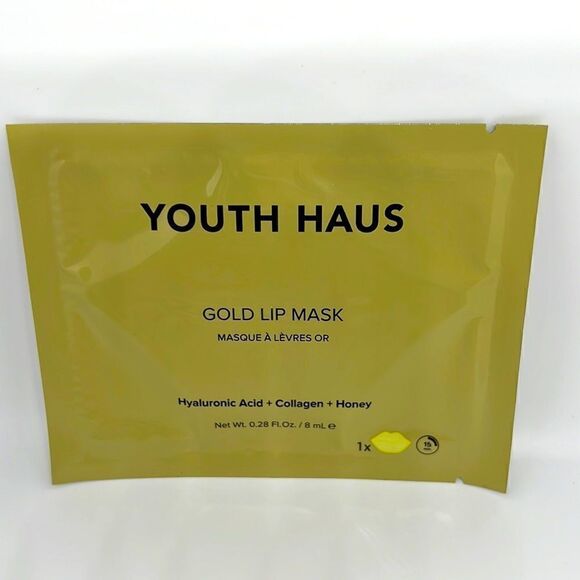 YOUTH HAUS
GOLD LIP MASK
MASQUE À LÈVRES OR
Hyaluronic Acid + Collagen + Honey
Net Wt. 0.28 Fl.Oz. / 8 mL e
1x
15